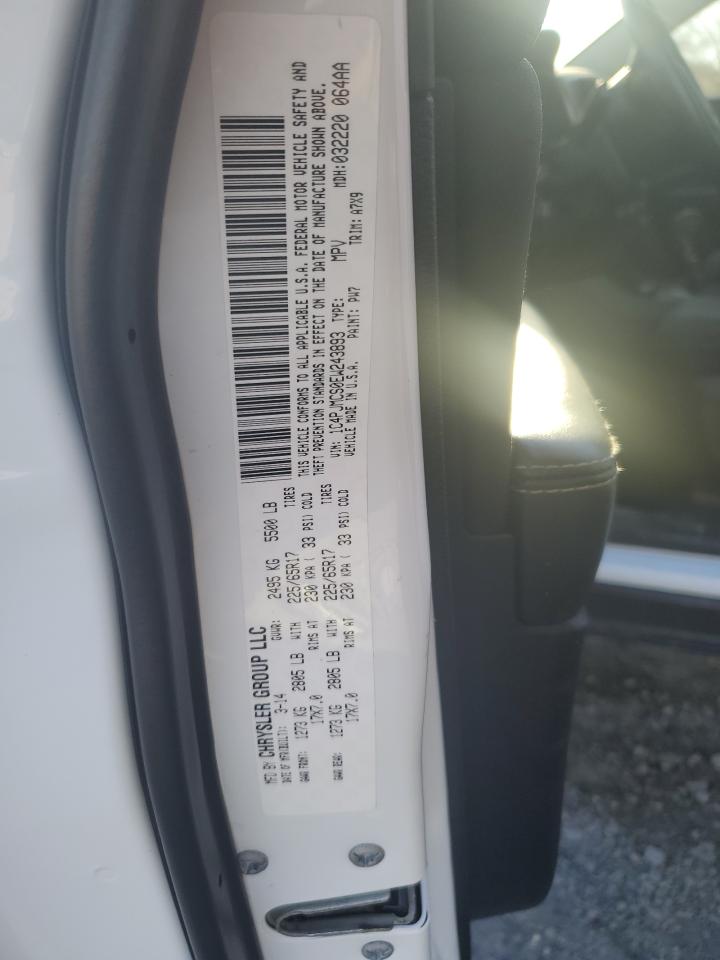 MFD BY CHRYSLER GROUP LLC
DATE OF MFR(BUILT): 3-14 GVWR: 2495 KG 5500 LB
GAWR FRONT: 1273 KG 2805 LB WITH 225/65R17 TIRES
17X7.0 RIMS AT 230 KPA ( 33 PSI) COLD
GAWR REAR: 1273 KG 2805 LB WITH 225/65R17 TIRES
17X7.0 RIMS AT 230 KPA ( 33 PSI) COLD
THIS VEHICLE CONFORMS TO ALL APPLICABLE U.S.A. FEDERAL MOTOR VEHICLE SAFETY AND
THEFT PREVENTION STANDARDS IN EFFECT ON THE DATE OF MANUFACTURE SHOWN ABOVE.
VIN: 1C4PJMCS0EW243893 TYPE: MPV MDH: 032220 064AA
VEHICLE MADE IN U.S.A. PAINT: PW7 TRIM: A7X9